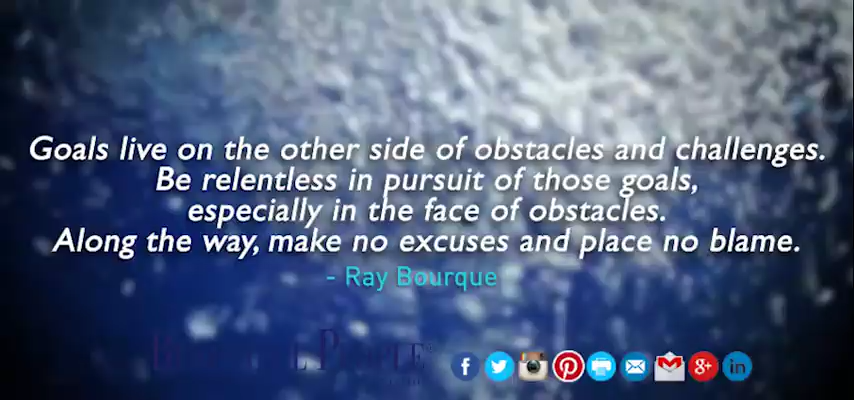 Goals live on the other side of obstacles and challenges.
Be relentless in pursuit of those goals,
especially in the face of obstacles.
Along the way, make no excuses and place no blame.
- Ray Bourque